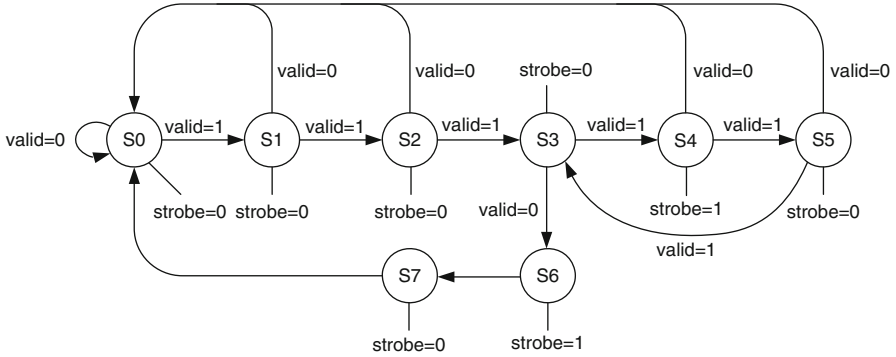 valid=0
valid=0
strobe=0
valid=0
valid=0
valid=0
S0
valid=1
S1
valid=1
S2
valid=1
S3
valid=1
S4
valid=1
S5
strobe=0
strobe=0
strobe=0
valid=0
strobe=1
strobe=0
valid=1
S7
S6
strobe=0
strobe=1